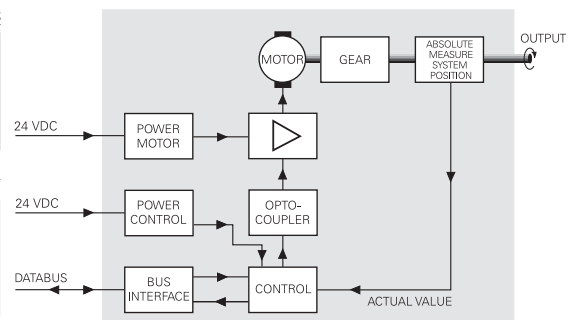 OUTPUT
MOTOR
GEAR
ABSOLUTE
MEASURE
SYSTEM
POSITION
24 VDC
POWER
MOTOR
24 VDC
POWER
CONTROL
OPTO-
COUPLER
DATABUS
BUS
INTERFACE
CONTROL
ACTUAL VALUE